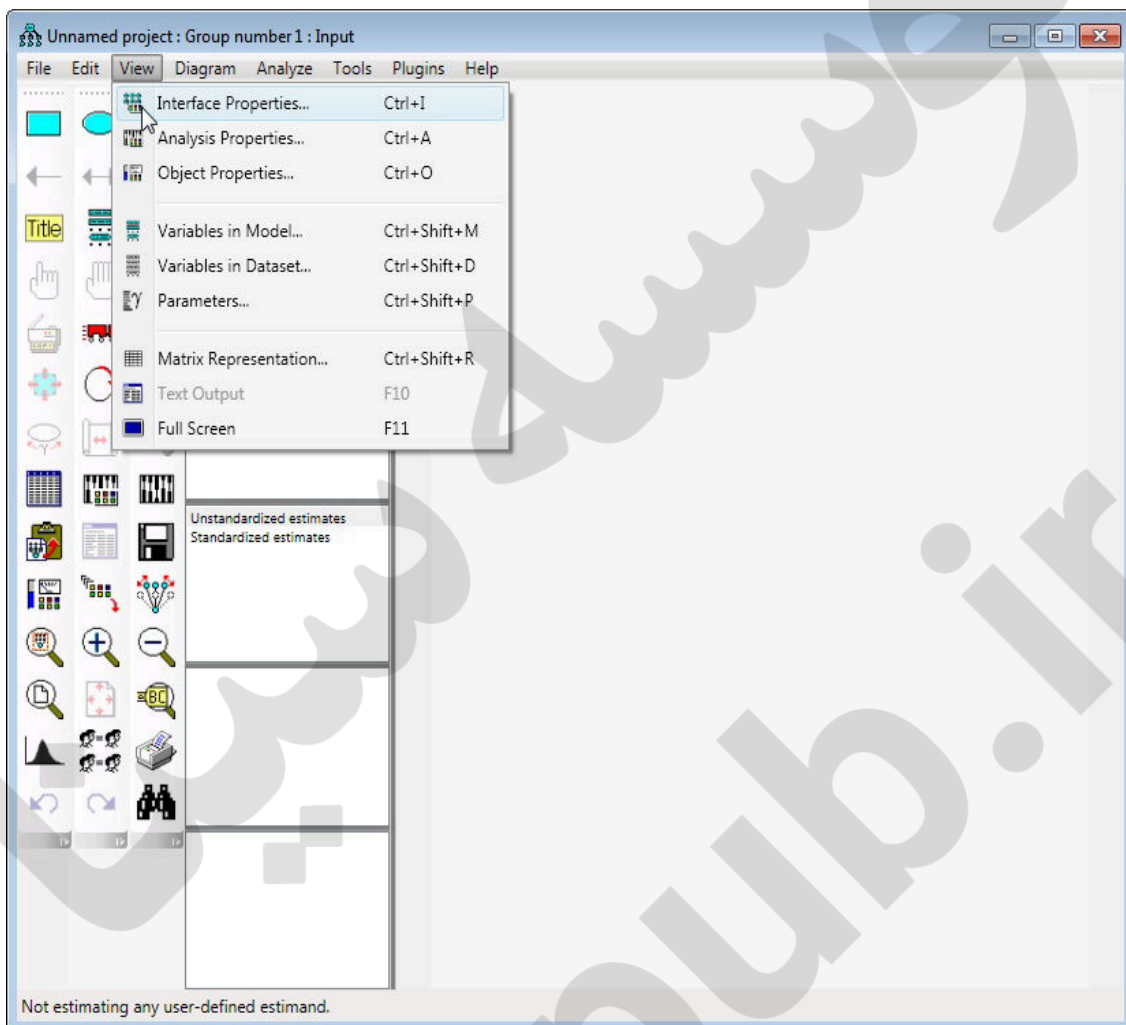 Unnamed project : Group number 1 : Input
File Edit View Diagram Analyze Tools Plugins Help
Interface Properties... Ctrl+I
Analysis Properties... Ctrl+A
Object Properties... Ctrl+O
Title
Variables in Model... Ctrl+Shift+M
Variables in Dataset... Ctrl+Shift+D
Parameters... Ctrl+Shift+P
Matrix Representation... Ctrl+Shift+R
Text Output F10
Full Screen F11
Unstandardized estimates
Standardized estimates
Not estimating any user-defined estimand.
pub.ir